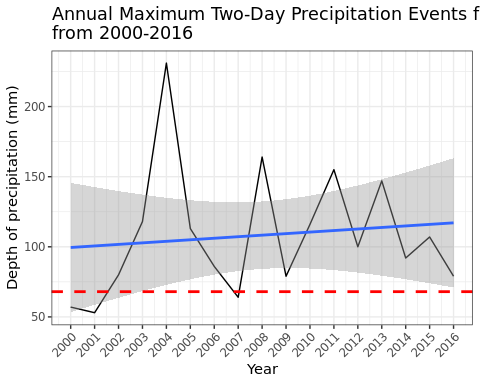 Annual Maximum Two-Day Precipitation Events f
from 2000-2016
Depth of precipitation (mm)
200
150
100
50
2000 2001 2002 2003 2004 2005 2006 2007 2008 2009 2010 2011 2012 2013 2014 2015 2016
Year